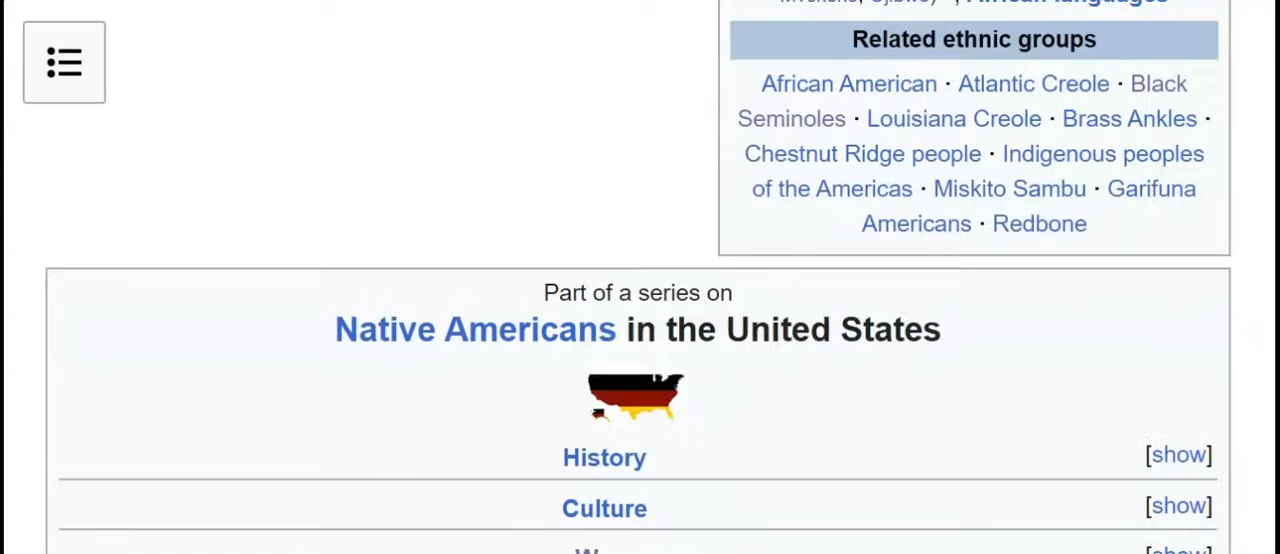 African languages
Related ethnic groups
African American · Atlantic Creole · Black
Seminoles · Louisiana Creole · Brass Ankles ·
Chestnut Ridge people · Indigenous peoples
of the Americas · Miskito Sambu · Garifuna
Americans · Redbone
Part of a series on
Native Americans in the United States
History [show]
Culture [show]